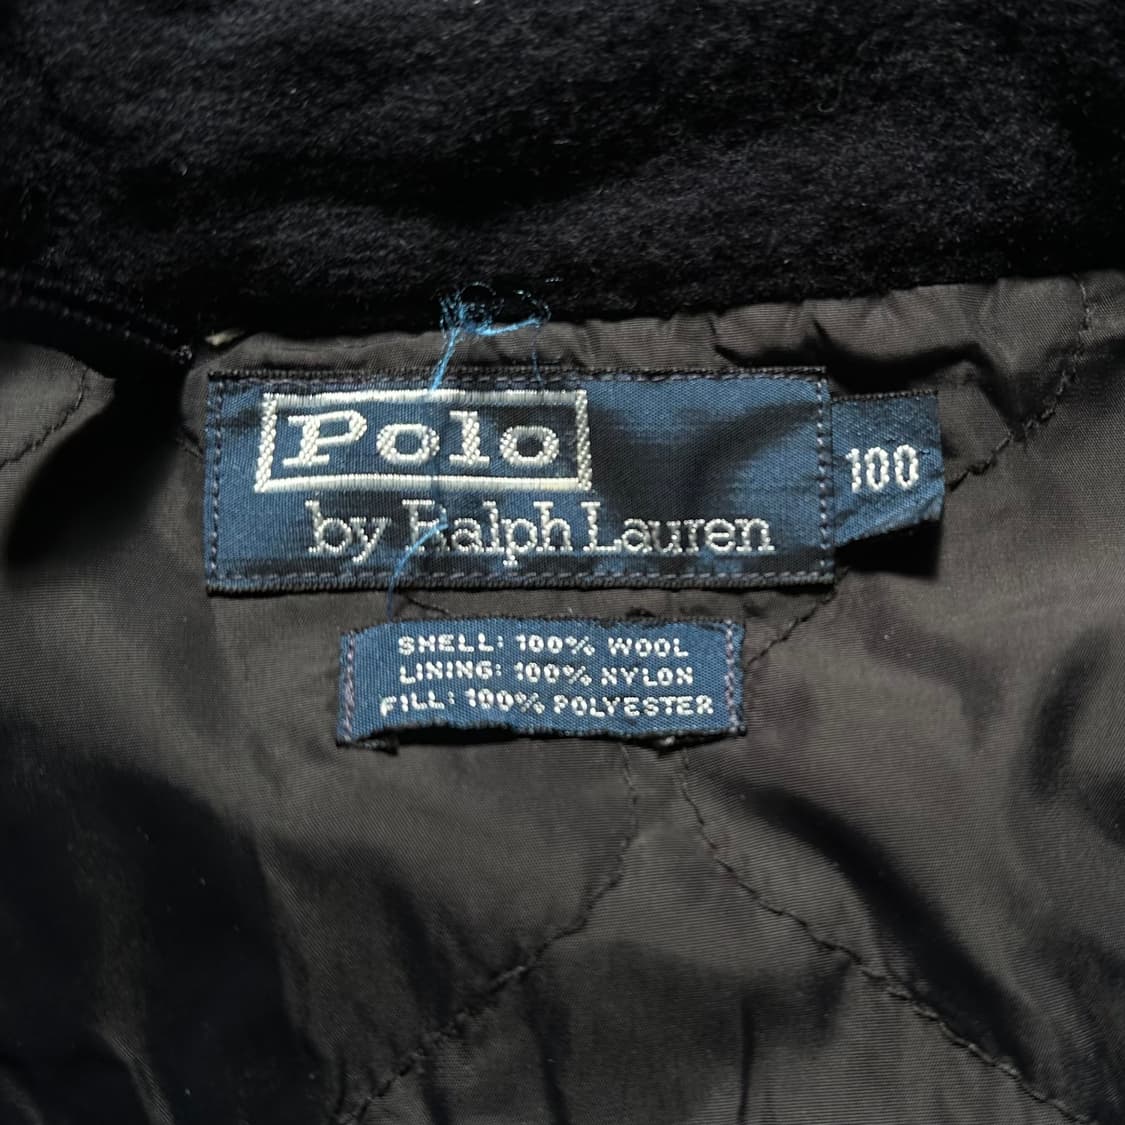 Polo
by Ralph Lauren
100
SHELL: 100% WOOL
LINING: 100% NYLON
FILL: 100% POLYESTER